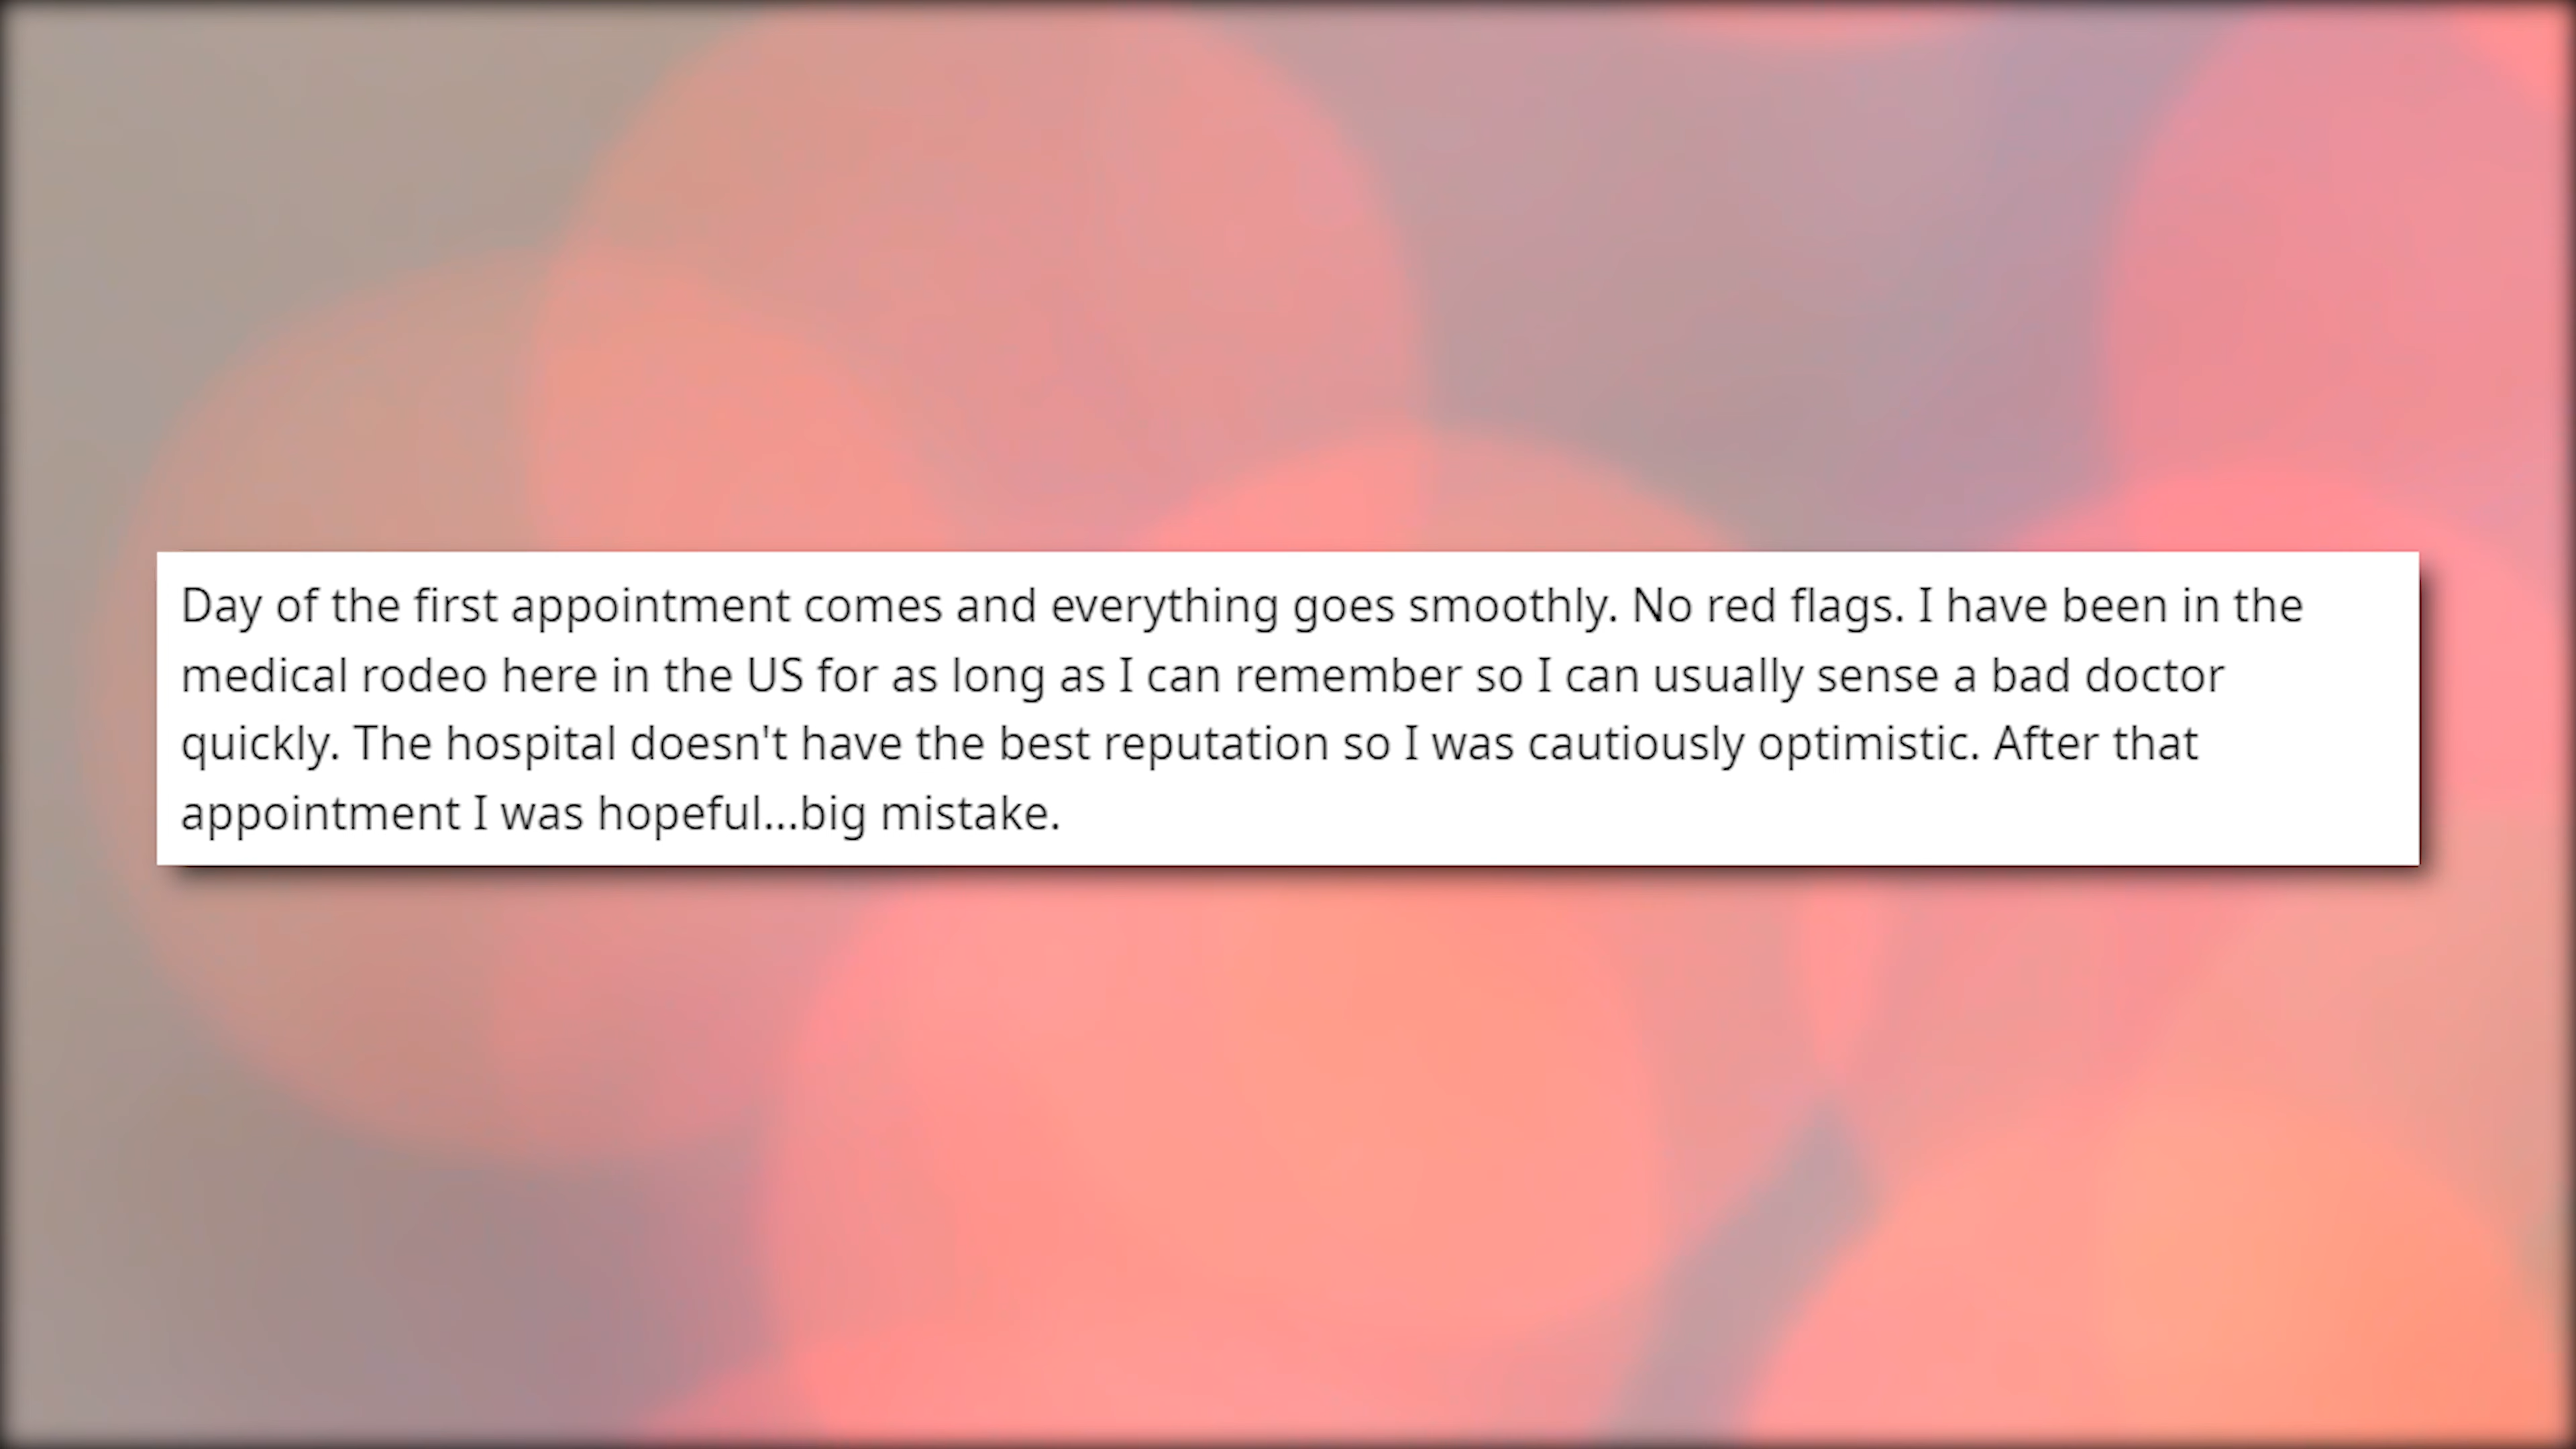 Day of the first appointment comes and everything goes smoothly. No red flags. I have been in the
medical rodeo here in the US for as long as I can remember so I can usually sense a bad doctor
quickly. The hospital doesn't have the best reputation so I was cautiously optimistic. After that
appointment I was hopeful...big mistake.